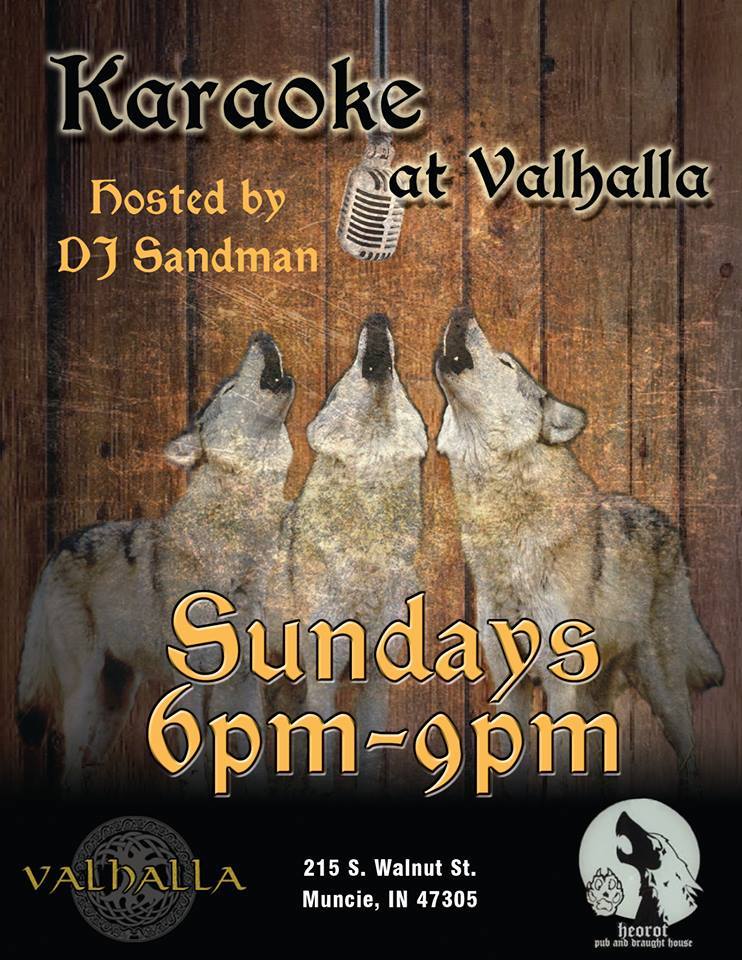 Karaoke
at Valhalla
Hosted by
DJ Sandman
Sundays
6pm-9pm
VALHALLA
215 S. Walnut St.
Muncie, IN 47305
heorot
pub and draught house